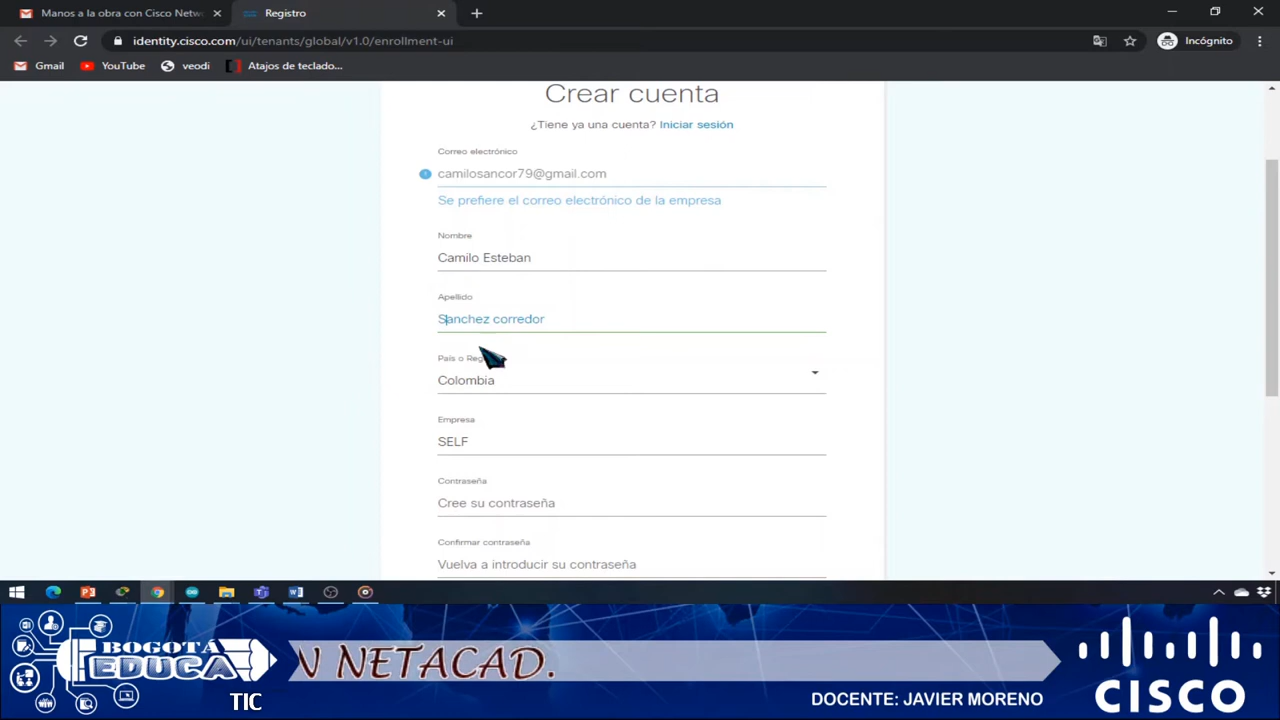 Manos a la obra con Cisco Netw
Registro
identity.cisco.com/ui/tenants/global/v1.0/enrollment-ui
Incógnito
Gmail
YouTube
veodi
Atajos de teclado...
Crear cuenta
¿Tiene ya una cuenta? Iniciar sesión
Correo electrónico
camilosancor79@gmail.com
Se prefiere el correo electrónico de la empresa
Nombre
Camilo Esteban
Apellido
Sanchez corredor
País o Reg
Colombia
Empresa
SELF
Contraseña
Cree su contraseña
Confirmar contraseña
Vuelva a introducir su contraseña
BOGOTÁ
EDUCA
TIC
N NETACAD.
DOCENTE: JAVIER MORENO
CISCO